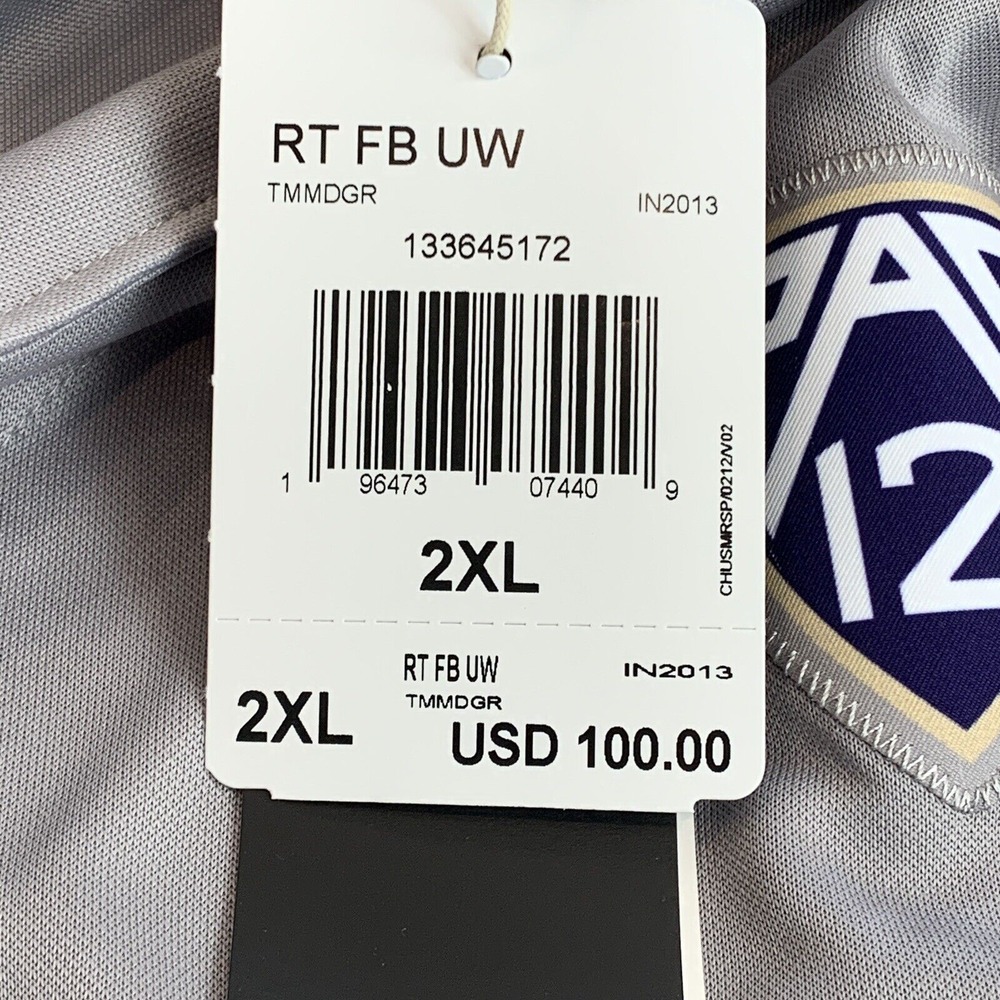 RT FB UW
TMMDGR IN2013
133645172
1 96473 07440 9
CHUSMRSP/0212/V02
2XL
RT FB UW IN2013
TMMDGR
2XL USD 100.00
PAC
12